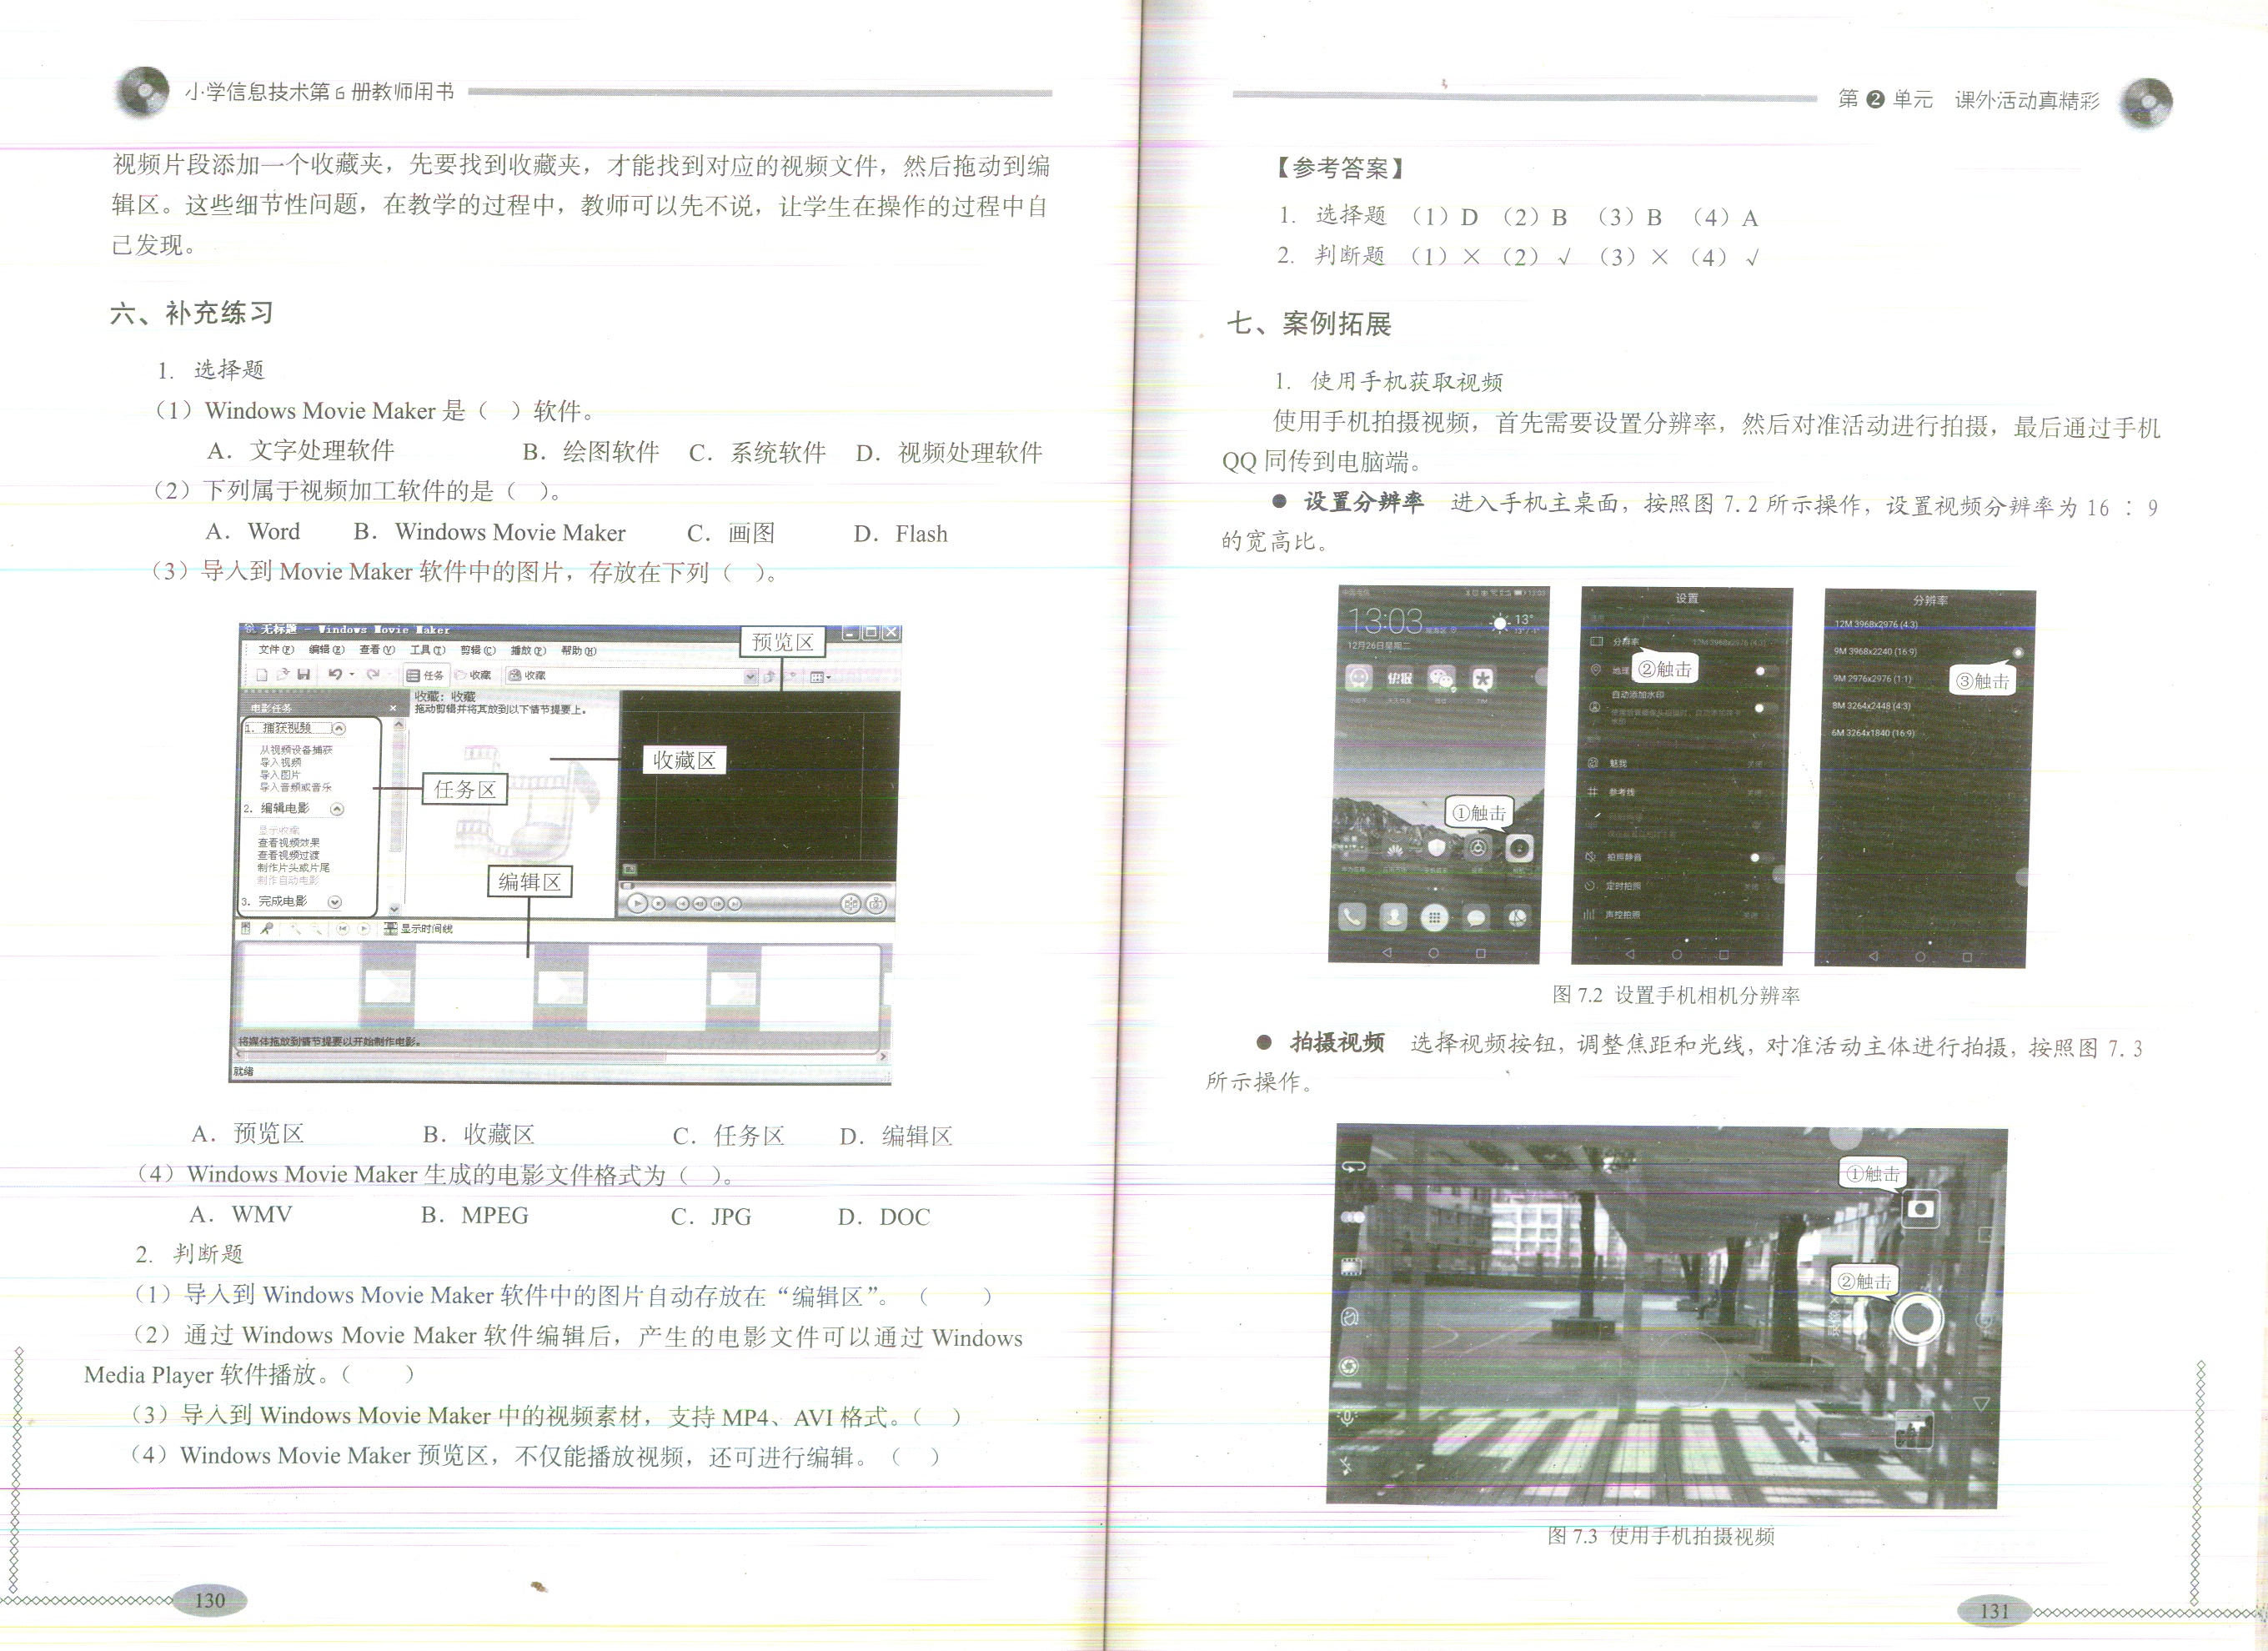 小学信息技术第6册教师用书
视频片段添加一个收藏夹，先要找到收藏夹，才能找到对应的视频文件，然后拖动到编
辑区。这些细节性问题，在教学的过程中，教师可以先不说，让学生在操作的过程中自
己发现。
六、补充练习
1. 选择题
（1）Windows Movie Maker 是（ ）软件。
A. 文字处理软件 B. 绘图软件 C. 系统软件 D. 视频处理软件
（2）下列属于视频加工软件的是（ ）。
A. Word B. Windows Movie Maker C. 画图 D. Flash
（3）导入到 Movie Maker 软件中的图片，存放在下列（ ）。
无标题 - Windows Movie Maker
预览区
文件(F) 编辑(E) 查看(V) 工具(T) 剪辑(C) 播放(P) 帮助(H)
任务 收藏 收藏
电影任务
收藏：收藏
拖动剪辑并将其放到以下情节提要上。
1. 捕获视频
从视频设备捕获
导入视频
导入图片
导入音频或音乐
2. 编辑电影
显示收藏
查看视频效果
查看视频过渡
制作片头或片尾
制作自动电影
3. 完成电影
收藏区
任务区
编辑区
显示时间线
将媒体拖放到情节提要以开始制作电影。
就绪
A. 预览区 B. 收藏区 C. 任务区 D. 编辑区
（4）Windows Movie Maker 生成的电影文件格式为（ ）。
A. WMV B. MPEG C. JPG D. DOC
2. 判断题
（1）导入到 Windows Movie Maker 软件中的图片自动存放在“编辑区”。（ ）
（2）通过 Windows Movie Maker 软件编辑后，产生的电影文件可以通过 Windows
Media Player 软件播放。（ ）
（3）导入到 Windows Movie Maker 中的视频素材，支持 MP4、AVI 格式。（ ）
（4）Windows Movie Maker 预览区，不仅能播放视频，还可进行编辑。（ ）
130
第 2 单元 课外活动真精彩
【参考答案】
1. 选择题 （1）D （2）B （3）B （4）A
2. 判断题 （1）× （2）√ （3）× （4）√
七、案例拓展
1. 使用手机获取视频
使用手机拍摄视频，首先需要设置分辨率，然后对准活动进行拍摄，最后通过手机
QQ 同传到电脑端。
● 设置分辨率 进入手机主桌面，按照图 7.2 所示操作，设置视频分辨率为 16 : 9
的宽高比。
13:03
12月26日星期二
13°
①触击
设置
分辨率 12M 3968x2976 (4:3)
②触击
自动添加水印
魅我 关闭
参考线 关闭
拍照静音
定时拍照 关闭
声控拍照 关闭
分辨率
12M 3968x2976 (4:3)
9M 3968x2240 (16:9)
9M 2976x2976 (1:1)
8M 3264x2448 (4:3)
6M 3264x1840 (16:9)
③触击
图 7.2 设置手机相机分辨率
● 拍摄视频 选择视频按钮，调整焦距和光线，对准活动主体进行拍摄，按照图 7.3
所示操作。
①触击
②触击
图 7.3 使用手机拍摄视频
131